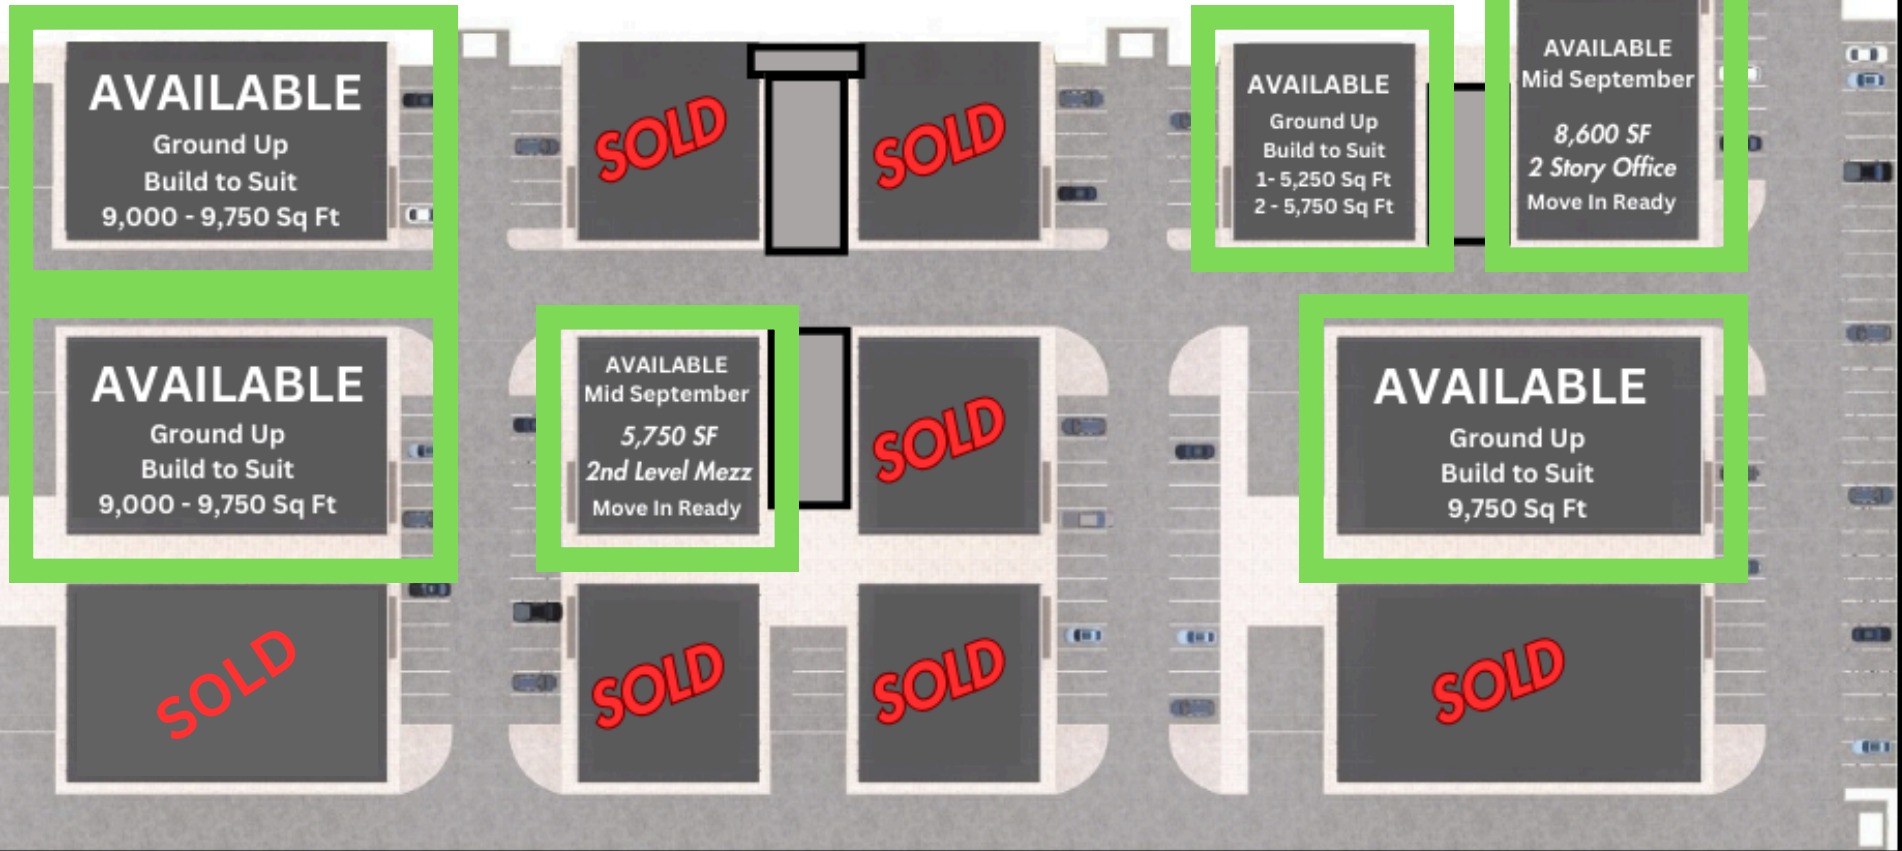 AVAILABLE
Ground Up
Build to Suit
9,000 - 9,750 Sq Ft
SOLD
SOLD
AVAILABLE
Ground Up
Build to Suit
1- 5,250 Sq Ft
2 - 5,750 Sq Ft
AVAILABLE
Mid September
8,600 SF
2 Story Office
Move In Ready
AVAILABLE
Ground Up
Build to Suit
9,000 - 9,750 Sq Ft
AVAILABLE
Mid September
5,750 SF
2nd Level Mezz
Move In Ready
SOLD
AVAILABLE
Ground Up
Build to Suit
9,750 Sq Ft
SOLD
SOLD
SOLD
SOLD